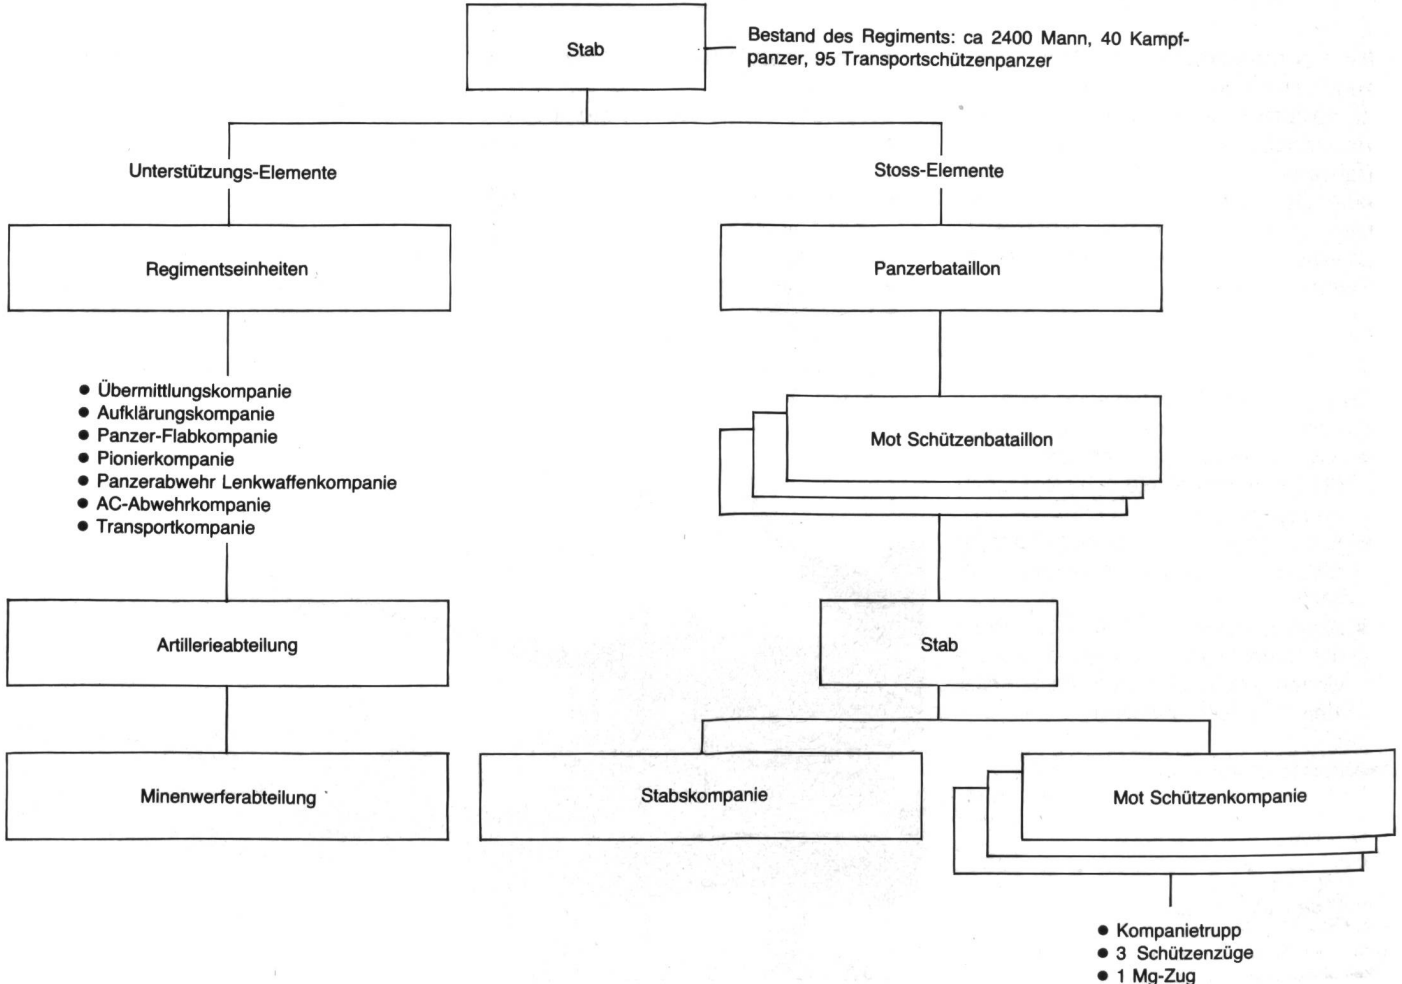 Stab
Bestand des Regiments: ca 2400 Mann, 40 Kampf-
panzer, 95 Transportschützenpanzer
Unterstützungs-Elemente
Stoss-Elemente
Regimentseinheiten
Panzerbataillon
● Übermittlungskompanie
● Aufklärungskompanie
● Panzer-Flabkompanie
● Pionierkompanie
● Panzerabwehr Lenkwaffenkompanie
● AC-Abwehrkompanie
● Transportkompanie
Mot Schützenbataillon
Artillerieabteilung
Stab
Minenwerferabteilung
Stabskompanie
Mot Schützenkompanie
● Kompanietrupp
● 3 Schützenzüge
● 1 Mg-Zug